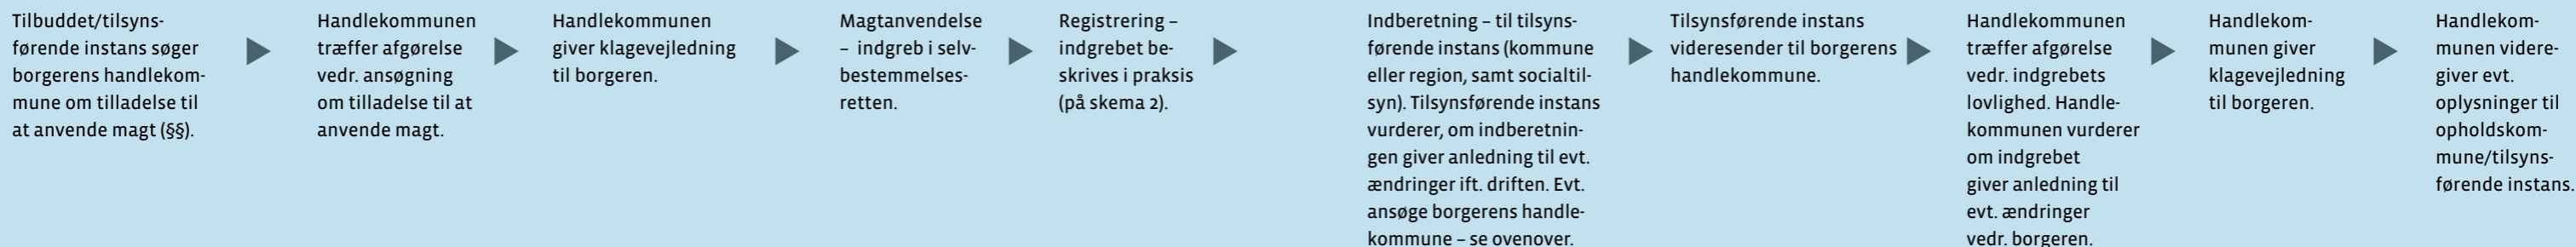 Tilbuddet/tilsyns-
førende instans søger
borgerens handlekom-
mune om tilladelse til
at anvende magt (§§).
Handlekommunen
træffer afgørelse
vedr. ansøgning
om tilladelse til at
anvende magt.
Handlekommunen
giver klagevejledning
til borgeren.
Magtanvendelse
– indgreb i selv-
bestemmelses-
retten.
Registrering –
indgrebet be-
skrives i praksis
(på skema 2).
Indberetning – til tilsyns-
førende instans (kommune
eller region, samt socialtil-
syn). Tilsynsførende instans
vurderer, om indberetnin-
gen giver anledning til evt.
ændringer ift. driften. Evt.
ansøge borgerens handle-
kommune – se ovenover.
Tilsynsførende instans
videresender til borgerens
handlekommune.
Handlekommunen
træffer afgørelse
vedr. indgrebets
lovlighed. Handle-
kommunen vurderer
om indgrebet
giver anledning til
evt. ændringer
vedr. borgeren.
Handlekom-
munen giver
klagevejledning
til borgeren.
Handlekom-
munen videre-
giver evt.
oplysninger til
opholdskom-
mune/tilsyns-
førende instans.